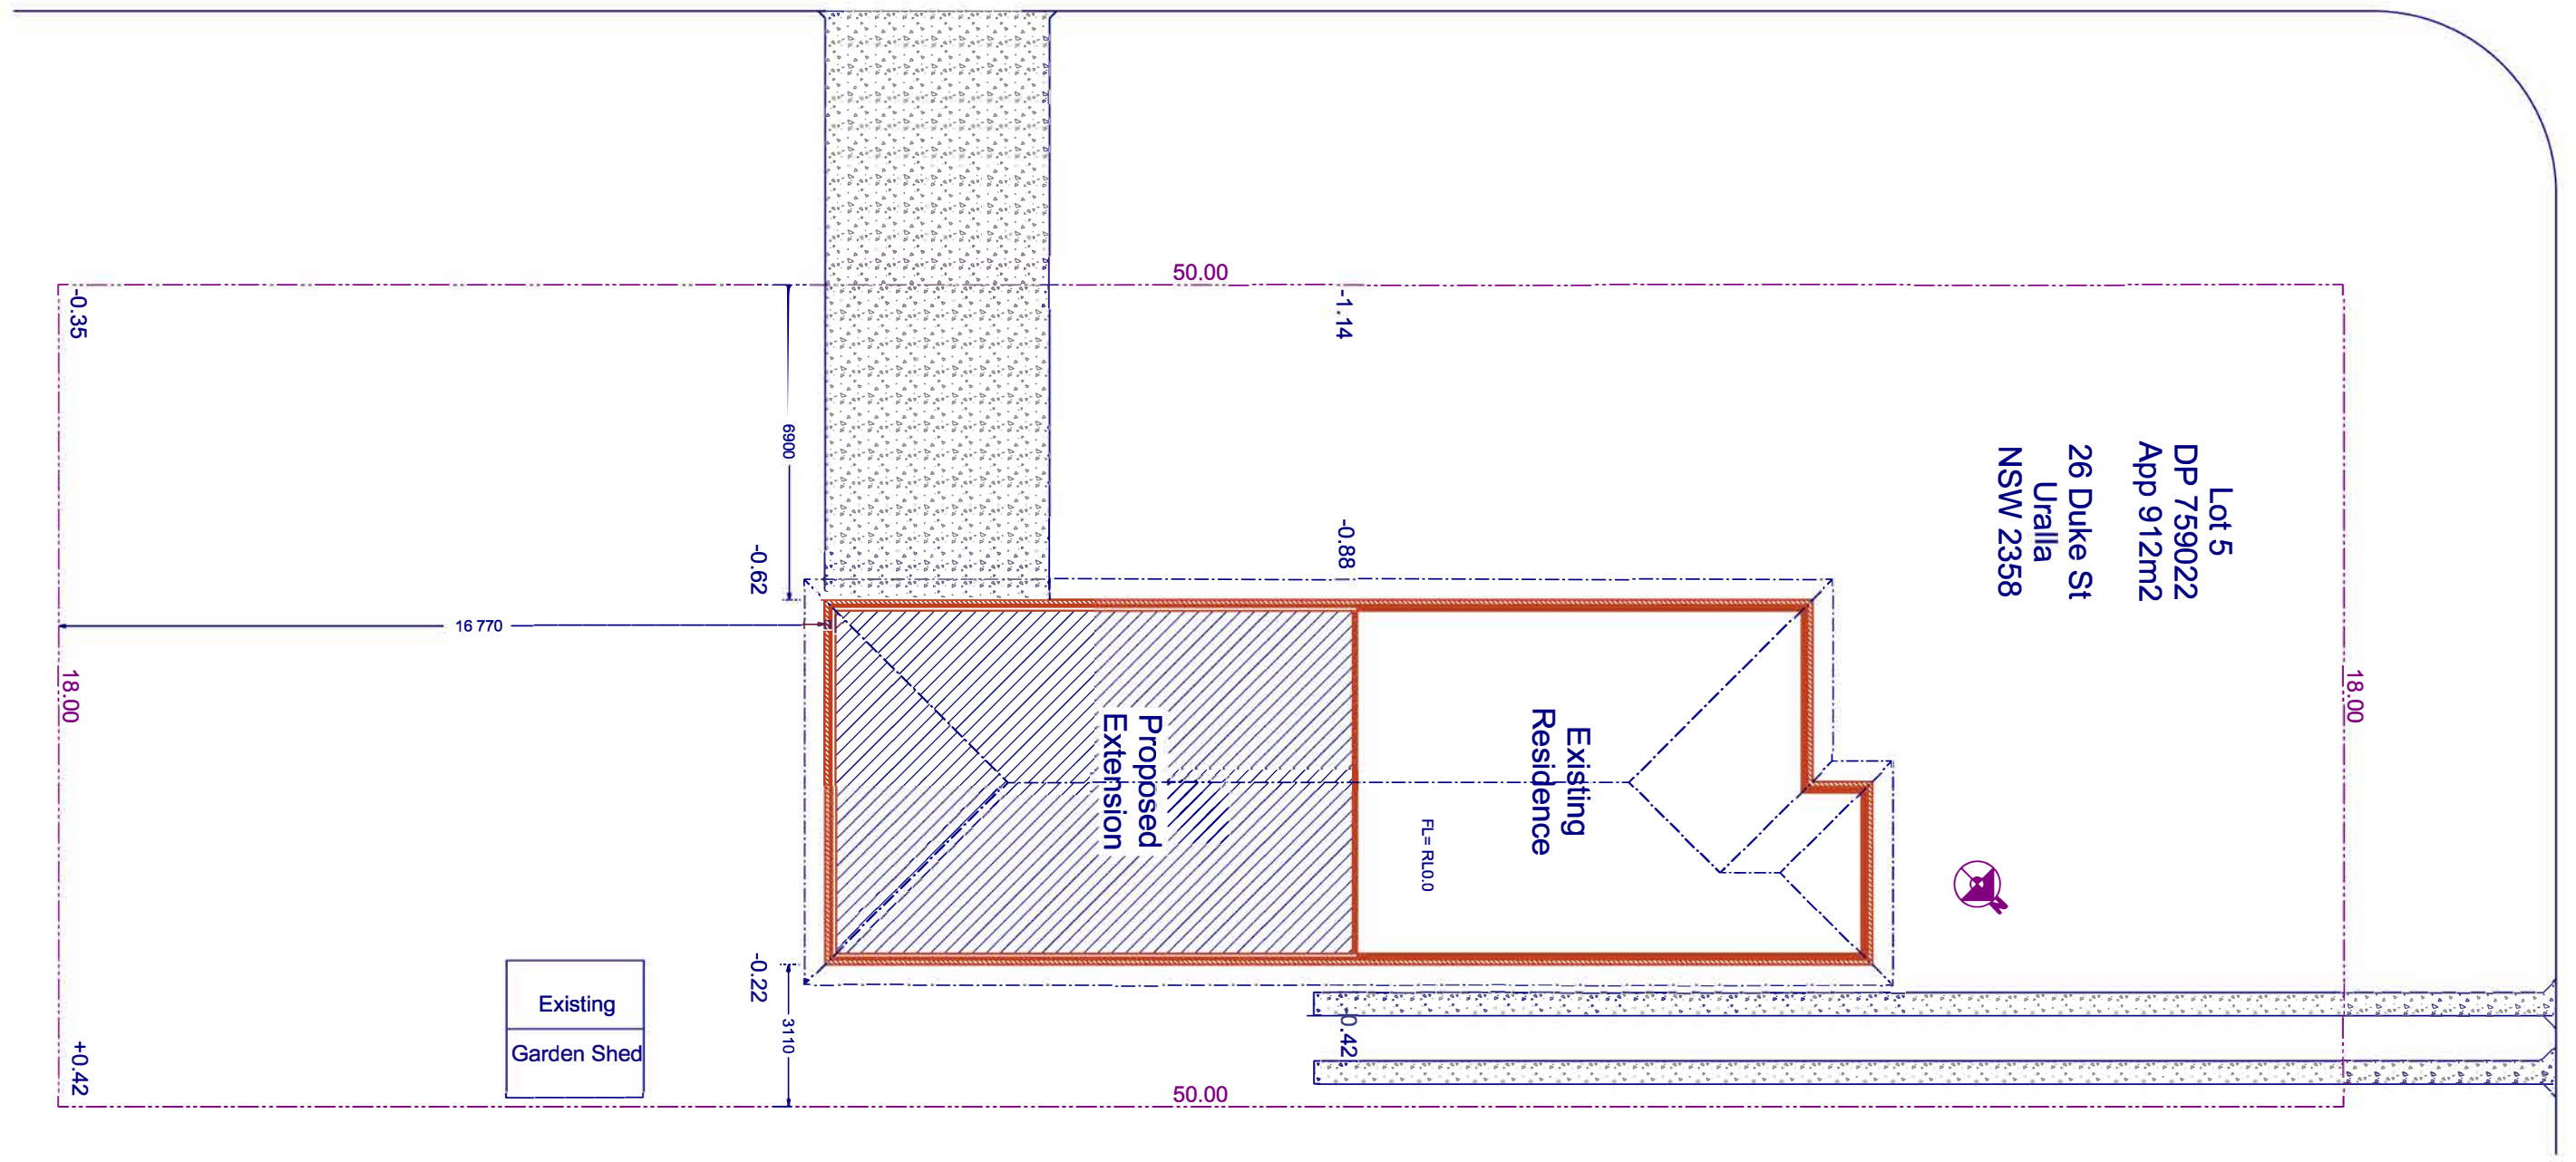 50.00
-0.35
-1.14
Lot 5
DP 759022
App 912m2
26 Duke St
Uralla
NSW 2358
6900
-0.62
-0.88
16 770
18.00
18.00
Proposed
Extension
Existing
Residence
FL= RL0.0
-0.22
3110
-0.42
Existing
Garden Shed
+0.42
50.00